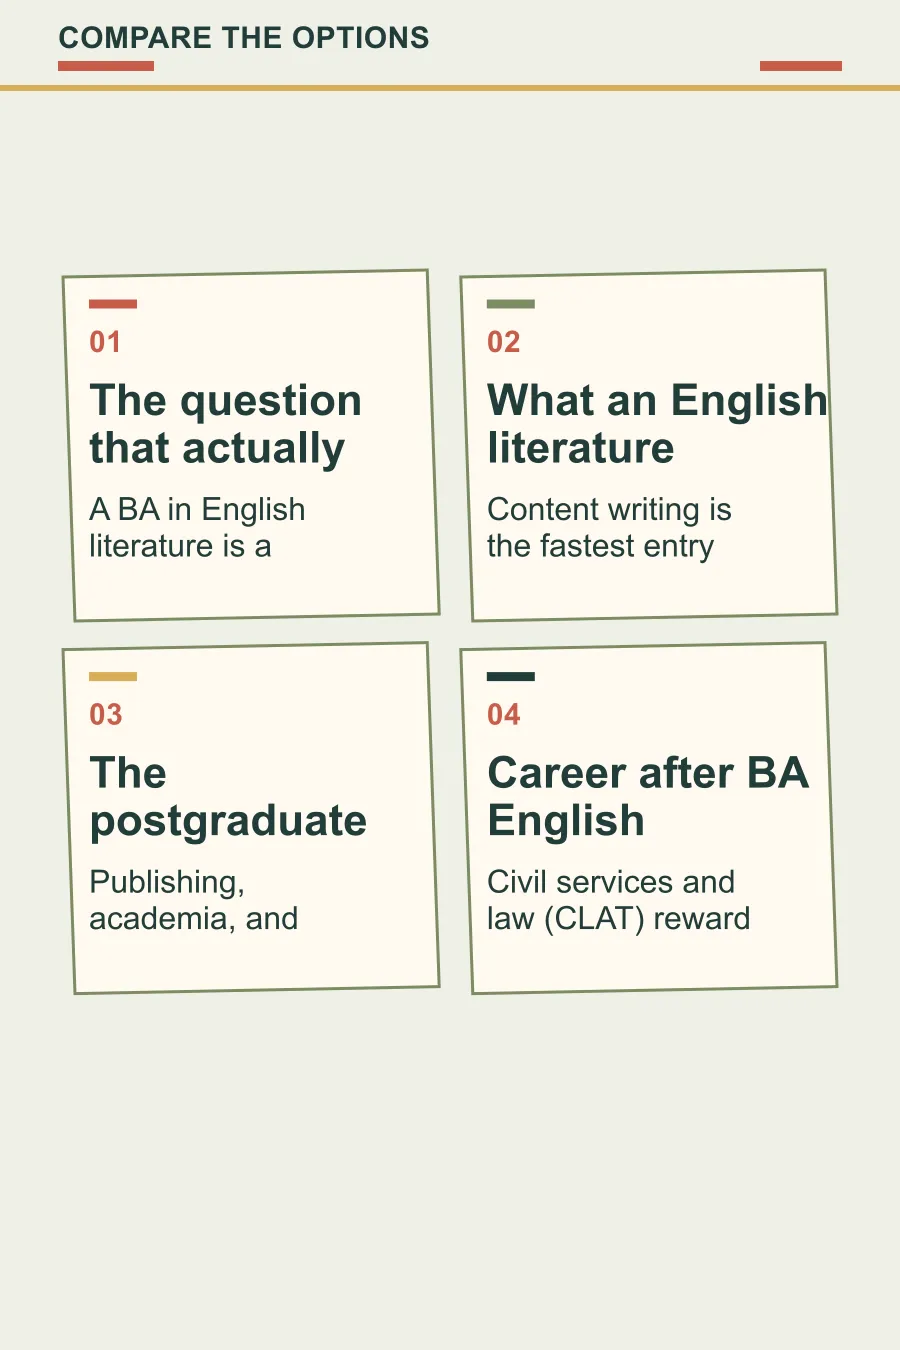 COMPARE THE OPTIONS
01
The question
that actually
A BA in English
literature is a
02
What an English
literature
Content writing is
the fastest entry
03
The
postgraduate
Publishing,
academia, and
04
Career after BA
English
Civil services and
law (CLAT) reward